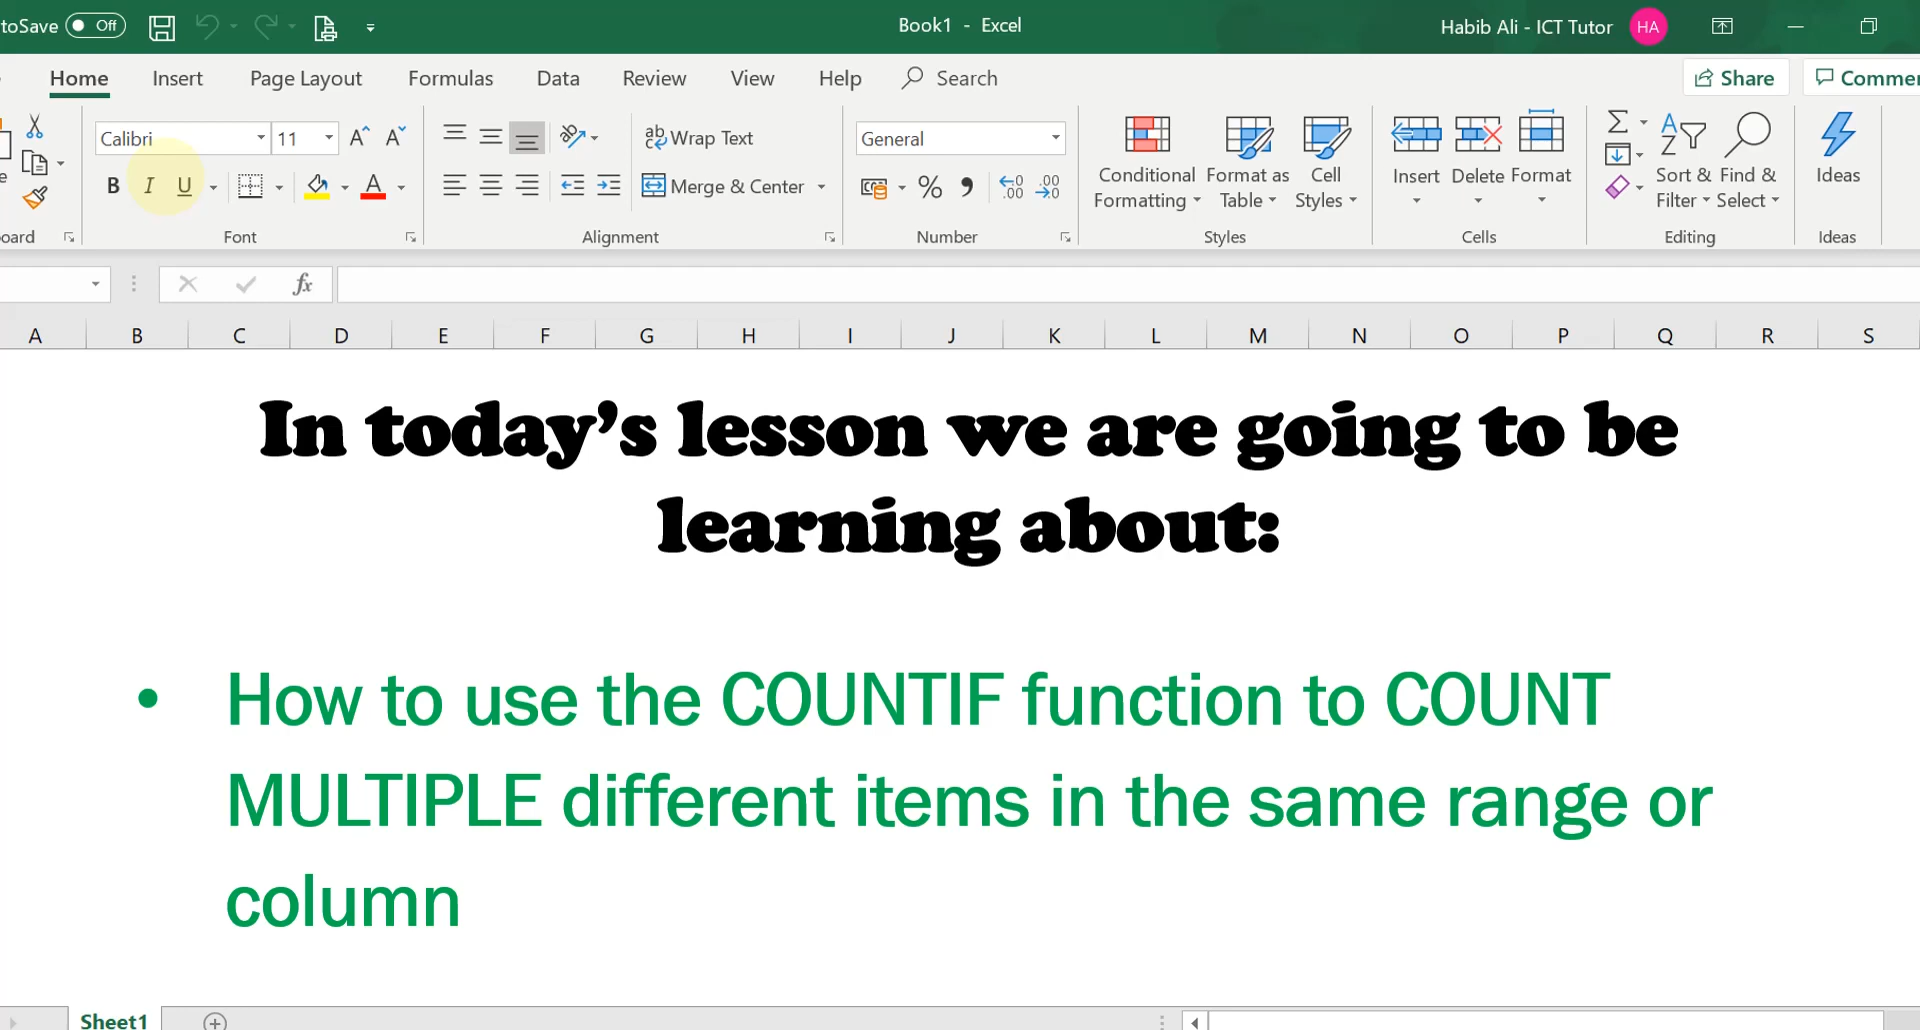 toSave Off
Book1 - Excel
Habib Ali - ICT Tutor HA
Home Insert Page Layout Formulas Data Review View Help Search
Share Commen
Calibri 11
Wrap Text
General
B I U
Merge & Center
% 
Conditional Formatting
Format as Table
Cell Styles
Insert Delete Format
Sort & Filter
Find & Select
Ideas
oard Font Alignment Number Styles Cells Editing Ideas
fx
A B C D E F G H I J K L M N O P Q R S
In today’s lesson we are going to be
learning about:
• How to use the COUNTIF function to COUNT
MULTIPLE different items in the same range or
column
Sheet1